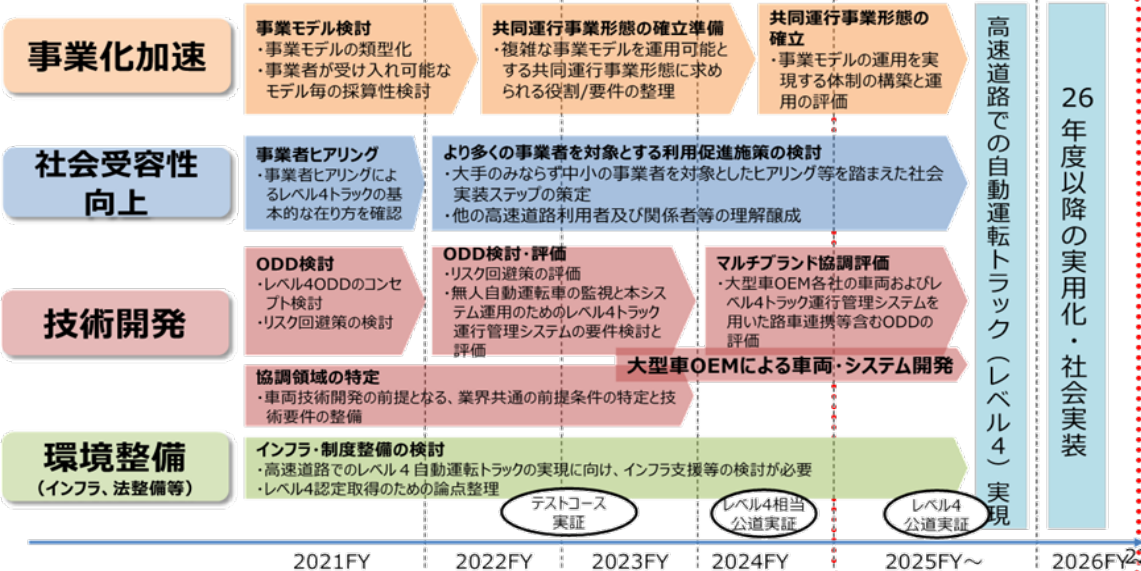 事業化加速
事業モデル検討
・事業モデルの類型化
・事業者が受け入れ可能な
モデル毎の採算性検討
共同運行事業形態の確立準備
・複雑な事業モデルを運用可能と
する共同運行事業形態に求め
られる役割/要件の整理
共同運行事業形態の
確立
・事業モデルの運用を実
現する体制の構築と運
用の評価
社会受容性
向上
事業者ヒアリング
・事業者ヒアリングによ
るレベル4トラックの基
本的な在り方を確認
より多くの事業者を対象とする利用促進施策の検討
・大手のみならず中小の事業者を対象としたヒアリング等を踏まえた社会
実装ステップの策定
・他の高速道路利用者及び関係者等の理解醸成
技術開発
ODD検討
・レベル4ODDのコンセ
プト検討
・リスク回避策の検討
ODD検討・評価
・リスク回避策の評価
・無人自動運転車の監視と本シス
テム運用のためのレベル4トラック
運行管理システムの要件検討と
評価
マルチブランド協調評価
・大型車OEM各社の車両およびレ
ベル4トラック運行管理システムを
用いた路車連携等含むODDの
評価
大型車OEMによる車両・システム開発
協調領域の特定
・車両技術開発の前提となる、業界共通の前提条件の特定と技
術要件の整備
環境整備
(インフラ、法整備等)
インフラ・制度整備の検討
・高速道路でのレベル４自動運転トラックの実現に向け、インフラ支援等の検討が必要
・レベル4認定取得のための論点整理
テストコース
実証
レベル4相当
公道実証
レベル4
公道実証
高速道路での自動運転トラック（レベル４）実現
26年度以降の実用化・社会実装
2021FY
2022FY
2023FY
2024FY
2025FY～
2026FY～
2